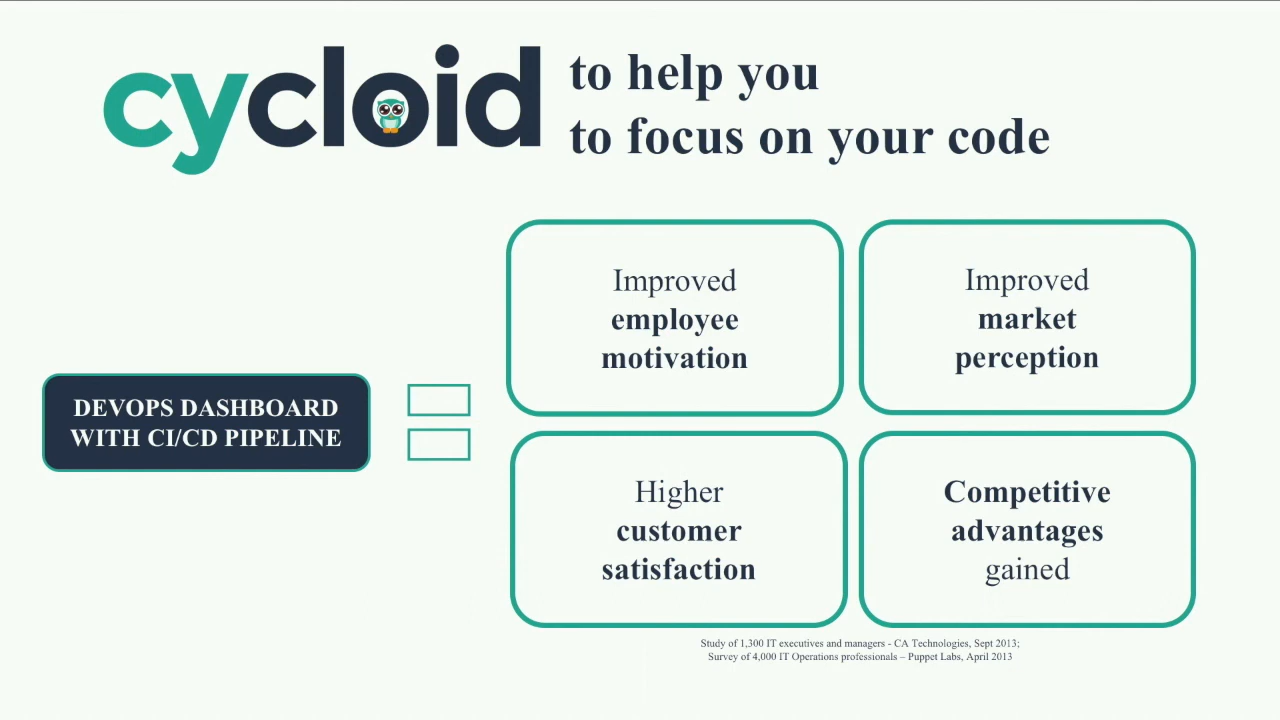 cycloid
to help you
to focus on your code
Improved
employee
motivation
Improved
market
perception
DEVOPS DASHBOARD
WITH CI/CD PIPELINE
Higher
customer
satisfaction
Competitive
advantages
gained
Study of 1,300 IT executives and managers - CA Technologies, Sept 2013;
Survey of 4,000 IT Operations professionals – Puppet Labs, April 2013